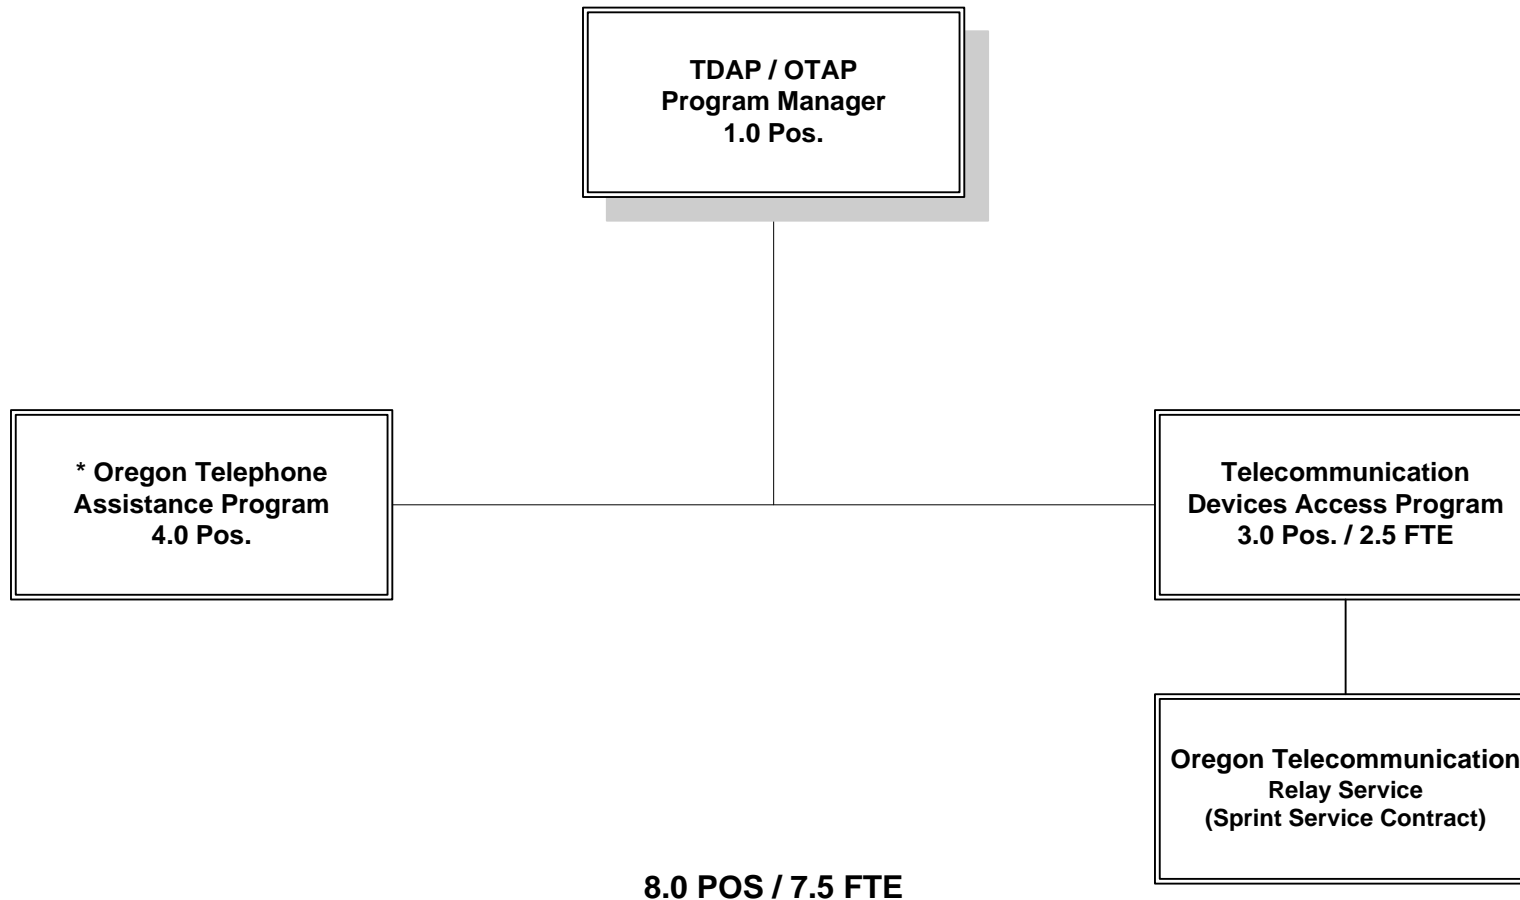 TDAP / OTAP
Program Manager
1.0 Pos.
* Oregon Telephone
Assistance Program
4.0 Pos.
Telecommunication
Devices Access Program
3.0 Pos. / 2.5 FTE
Oregon Telecommunication
Relay Service
(Sprint Service Contract)
8.0 POS / 7.5 FTE